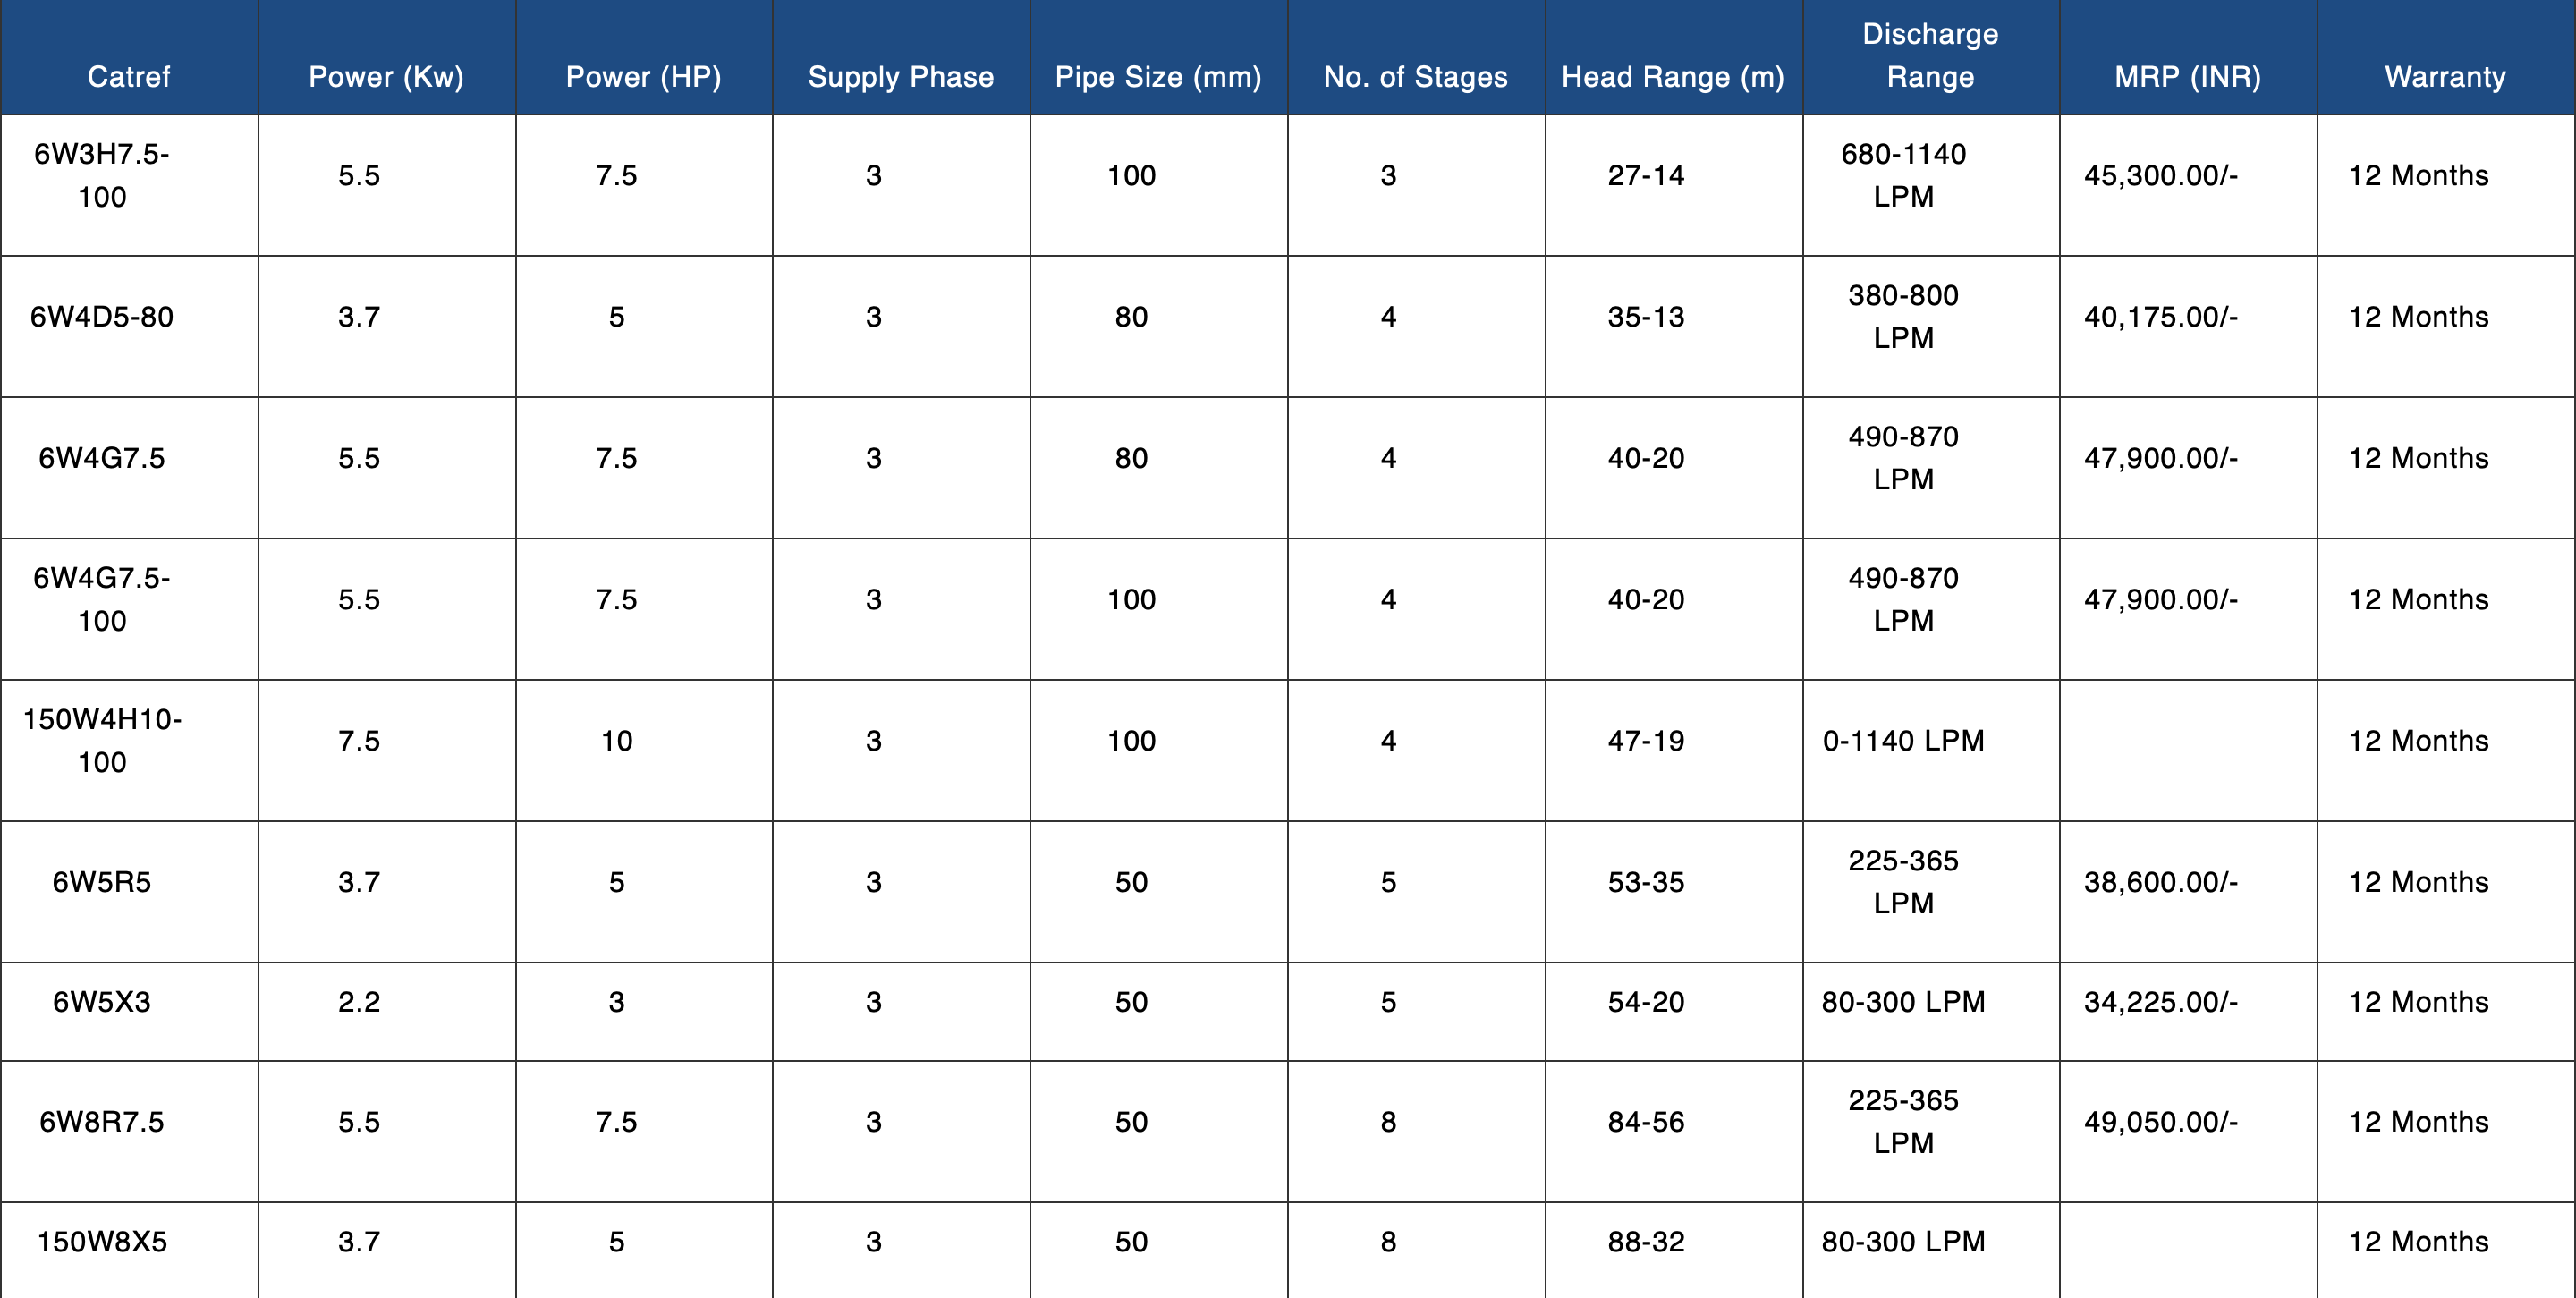 Catref Power (Kw) Power (HP) Supply Phase Pipe Size (mm) No. of Stages Head Range (m) Discharge Range MRP (INR) Warranty
6W3H7.5-100 5.5 7.5 3 100 3 27-14 680-1140 LPM 45,300.00/- 12 Months
6W4D5-80 3.7 5 3 80 4 35-13 380-800 LPM 40,175.00/- 12 Months
6W4G7.5 5.5 7.5 3 80 4 40-20 490-870 LPM 47,900.00/- 12 Months
6W4G7.5-100 5.5 7.5 3 100 4 40-20 490-870 LPM 47,900.00/- 12 Months
150W4H10-100 7.5 10 3 100 4 47-19 0-1140 LPM 12 Months
6W5R5 3.7 5 3 50 5 53-35 225-365 LPM 38,600.00/- 12 Months
6W5X3 2.2 3 3 50 5 54-20 80-300 LPM 34,225.00/- 12 Months
6W8R7.5 5.5 7.5 3 50 8 84-56 225-365 LPM 49,050.00/- 12 Months
150W8X5 3.7 5 3 50 8 88-32 80-300 LPM 12 Months